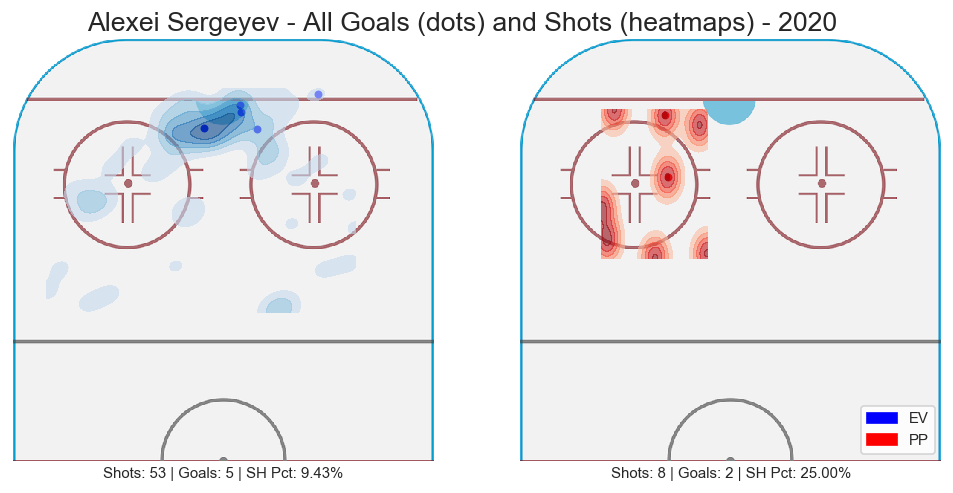 Alexei Sergeyev - All Goals (dots) and Shots (heatmaps) - 2020
EV
PP
Shots: 53 | Goals: 5 | SH Pct: 9.43%
Shots: 8 | Goals: 2 | SH Pct: 25.00%